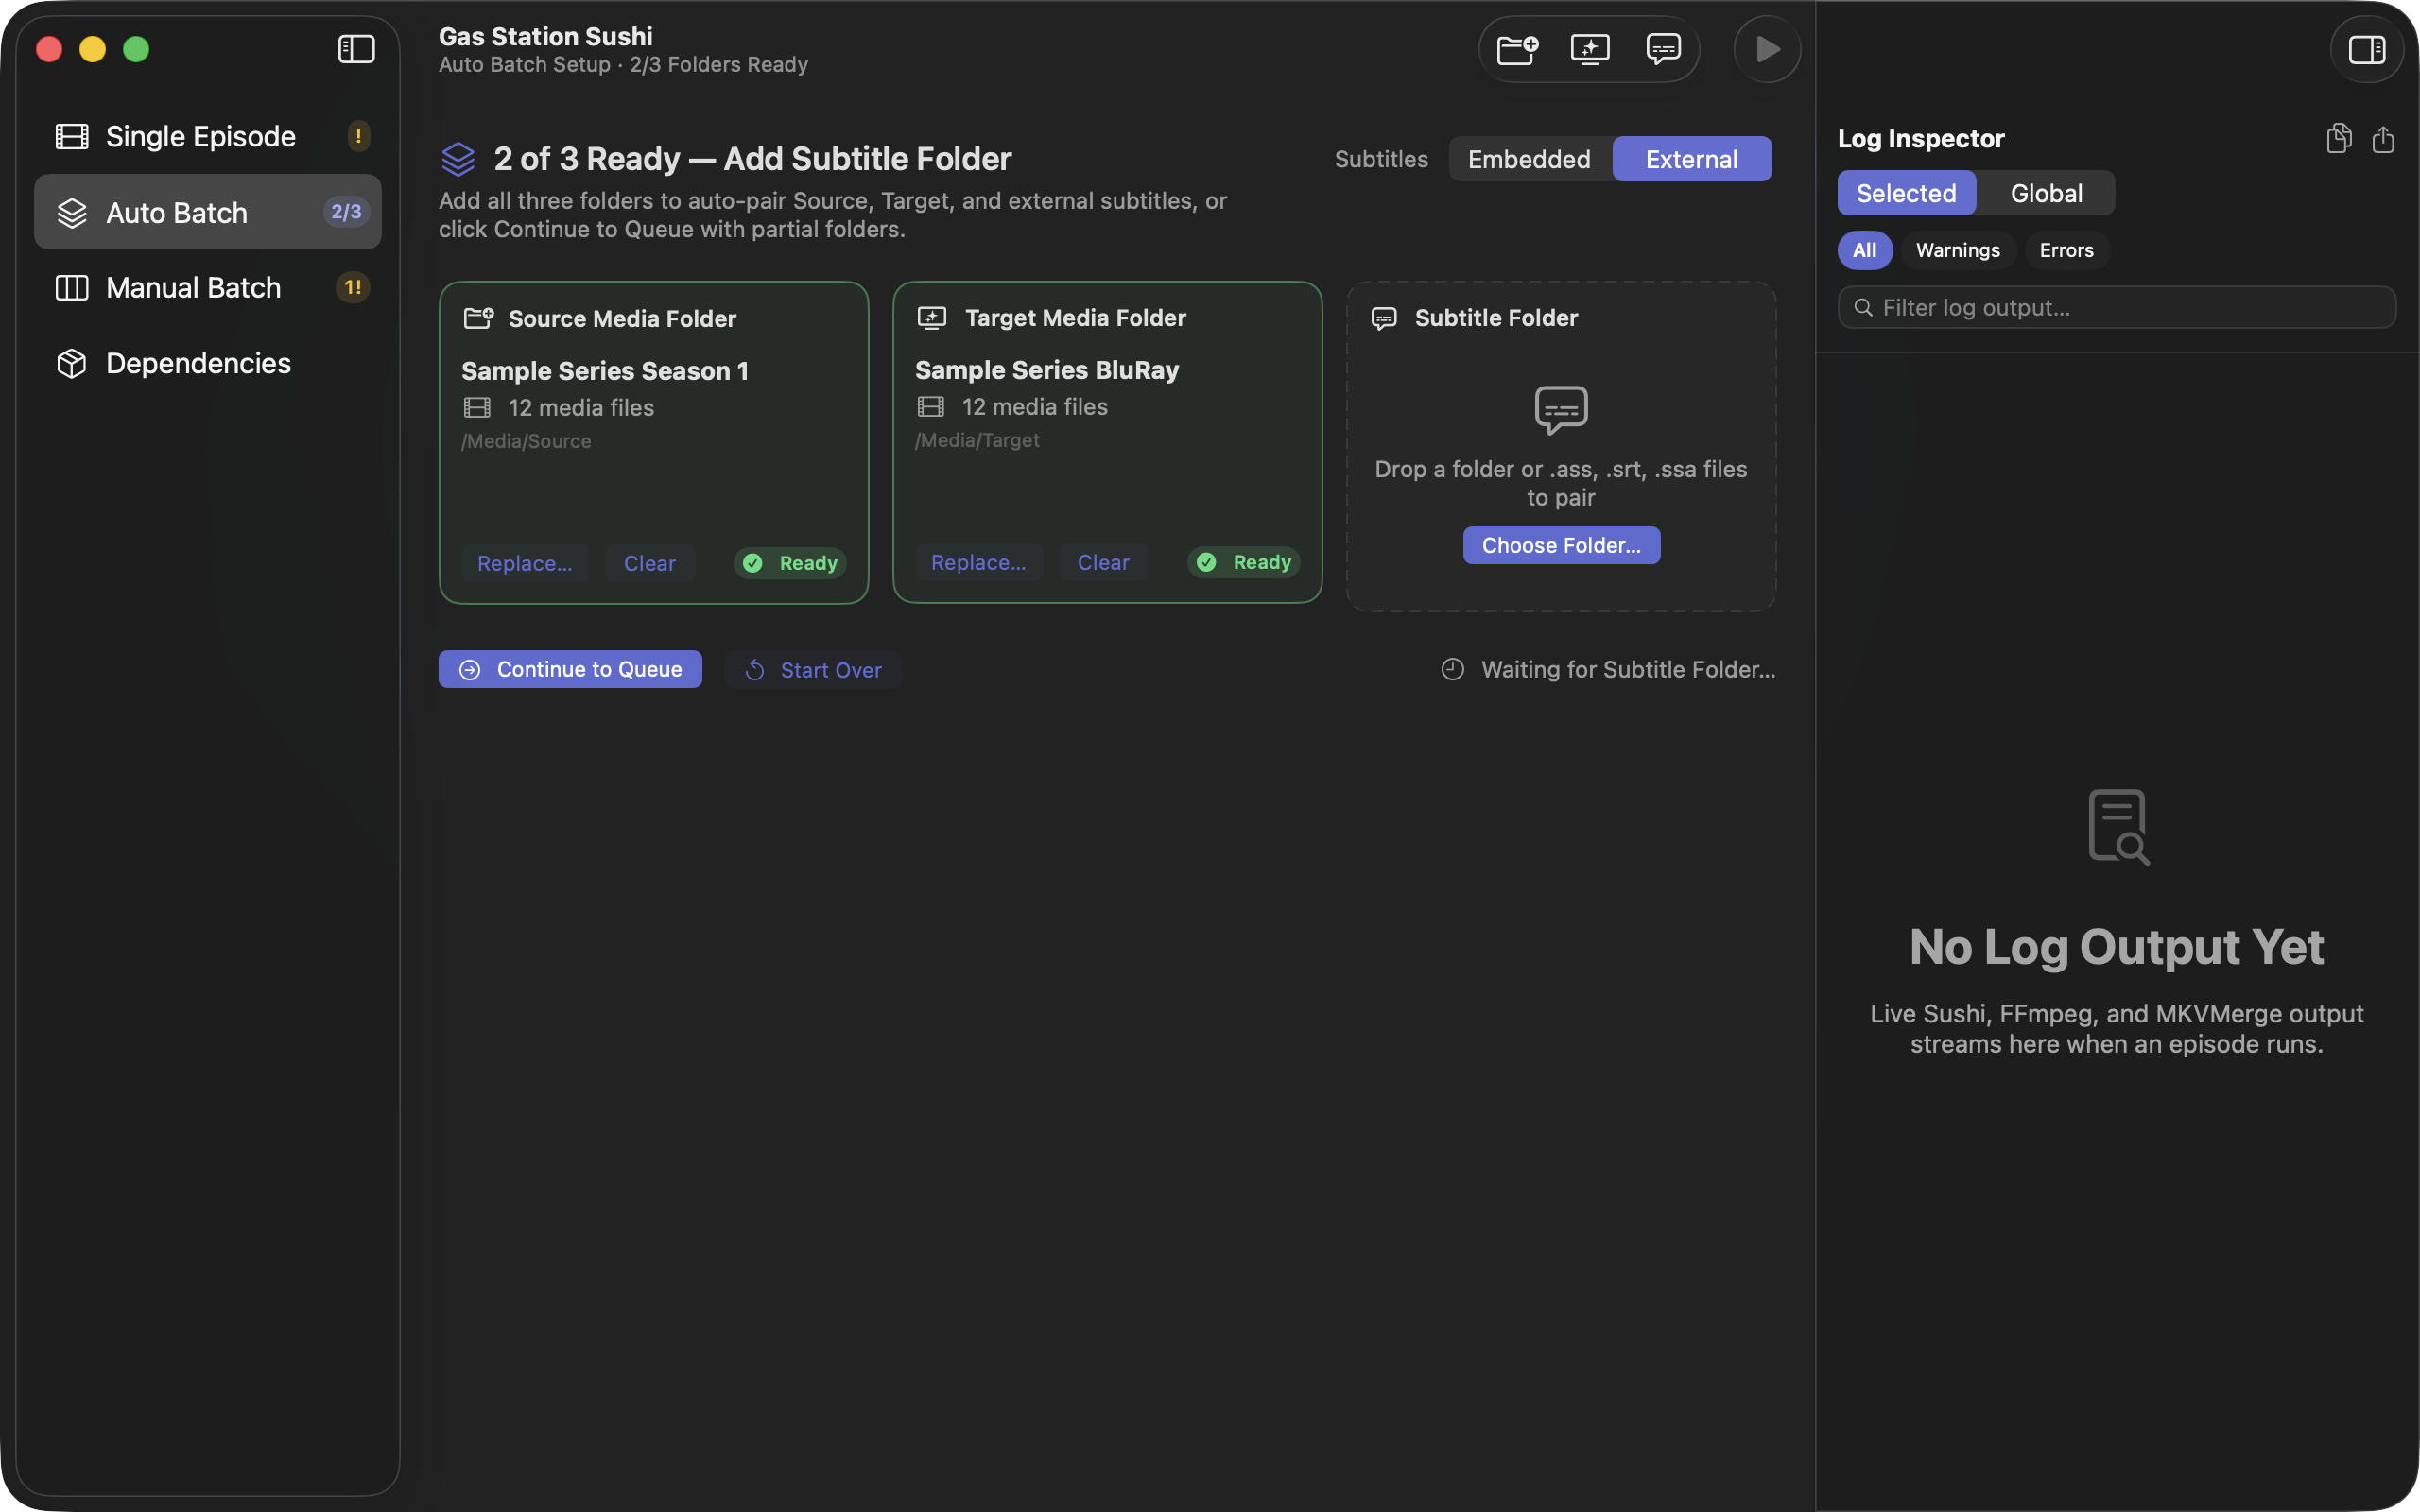 Gas Station Sushi
Auto Batch Setup · 2/3 Folders Ready
Single Episode !
Auto Batch 2/3
Manual Batch 1!
Dependencies
2 of 3 Ready — Add Subtitle Folder
Subtitles Embedded External
Add all three folders to auto-pair Source, Target, and external subtitles, or
click Continue to Queue with partial folders.
Source Media Folder
Sample Series Season 1
12 media files
/Media/Source
Replace... Clear Ready
Target Media Folder
Sample Series BluRay
12 media files
/Media/Target
Replace... Clear Ready
Subtitle Folder
Drop a folder or .ass, .srt, .ssa files
to pair
Choose Folder...
Continue to Queue Start Over
Waiting for Subtitle Folder...
Log Inspector
Selected Global
All Warnings Errors
Filter log output...
No Log Output Yet
Live Sushi, FFmpeg, and MKVMerge output
streams here when an episode runs.